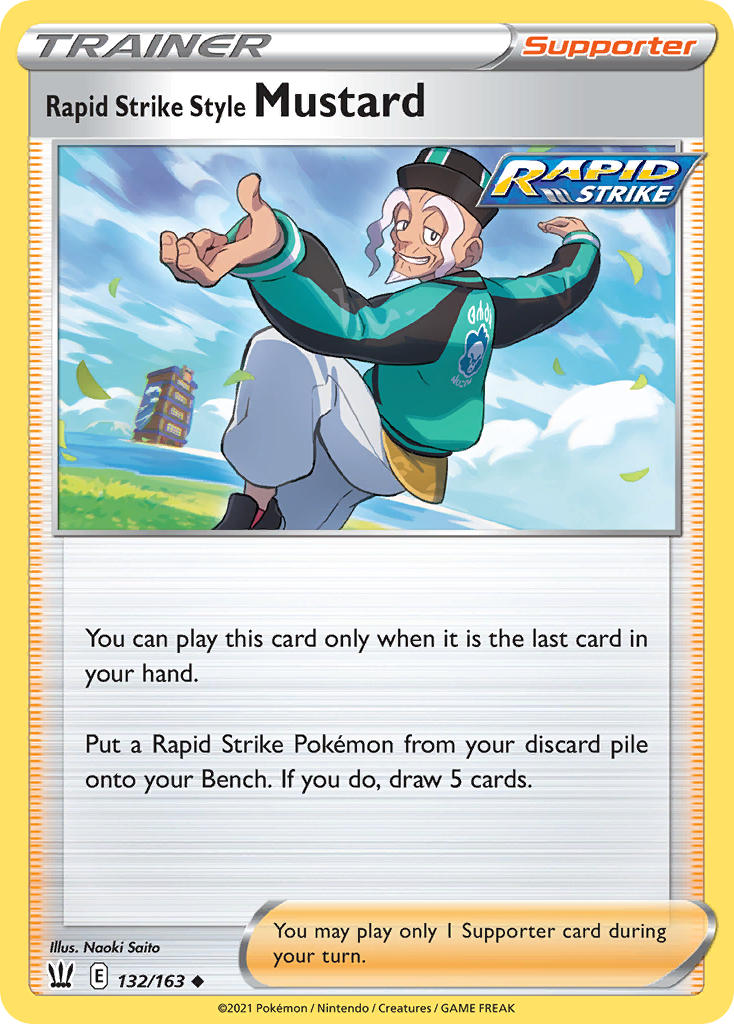 TRAINER
Supporter
Rapid Strike Style Mustard
RAPID
STRIKE
You can play this card only when it is the last card in
your hand.
Put a Rapid Strike Pokémon from your discard pile
onto your Bench. If you do, draw 5 cards.
You may play only 1 Supporter card during
your turn.
Illus. Naoki Saito
E 132/163
©2021 Pokémon / Nintendo / Creatures / GAME FREAK